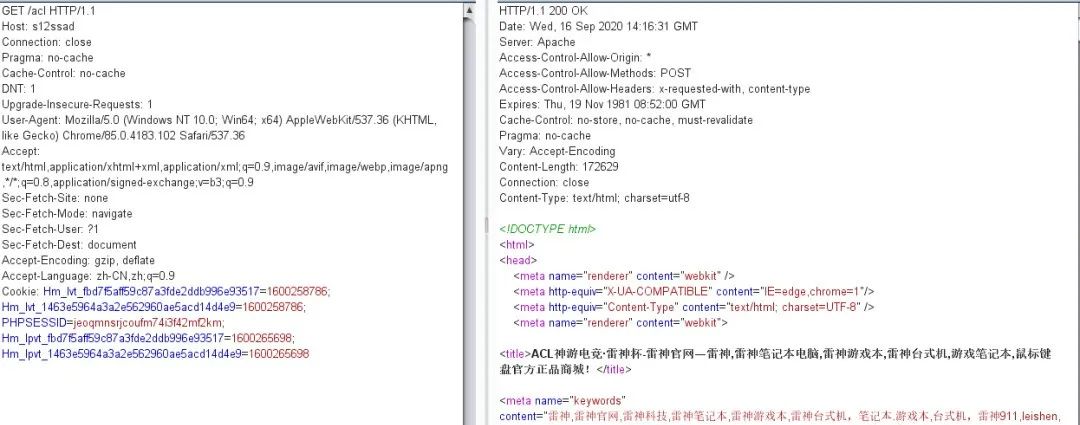 GET /acl HTTP/1.1
Host: s12ssad
Connection: close
Pragma: no-cache
Cache-Control: no-cache
DNT: 1
Upgrade-Insecure-Requests: 1
User-Agent: Mozilla/5.0 (Windows NT 10.0; Win64; x64) AppleWebKit/537.36 (KHTML,
like Gecko) Chrome/85.0.4183.102 Safari/537.36
Accept:
text/html,application/xhtml+xml,application/xml;q=0.9,image/avif,image/webp,image/apng
,*/*;q=0.8,application/signed-exchange;v=b3;q=0.9
Sec-Fetch-Site: none
Sec-Fetch-Mode: navigate
Sec-Fetch-User: ?1
Sec-Fetch-Dest: document
Accept-Encoding: gzip, deflate
Accept-Language: zh-CN,zh;q=0.9
Cookie: Hm_lvt_fbd7f5aff59c87a3fde2ddb996e93517=1600258786;
Hm_lvt_1463e5964a3a2e562960ae5acd14d4e9=1600258786;
PHPSESSID=jeoqmnsrjcoufm74i3f42mf2km;
Hm_lpvt_fbd7f5aff59c87a3fde2ddb996e93517=1600265698;
Hm_lpvt_1463e5964a3a2e562960ae5acd14d4e9=1600265698
HTTP/1.1 200 OK
Date: Wed, 16 Sep 2020 14:16:31 GMT
Server: Apache
Access-Control-Allow-Origin: *
Access-Control-Allow-Methods: POST
Access-Control-Allow-Headers: x-requested-with, content-type
Expires: Thu, 19 Nov 1981 08:52:00 GMT
Cache-Control: no-store, no-cache, must-revalidate
Pragma: no-cache
Vary: Accept-Encoding
Content-Length: 172629
Connection: close
Content-Type: text/html; charset=utf-8
<!DOCTYPE html>
<html>
<head>
<meta name="renderer" content="webkit" />
<meta http-equiv="X-UA-COMPATIBLE" content="IE=edge,chrome=1"/>
<meta http-equiv="Content-Type" content="text/html; charset=UTF-8" />
<meta name="renderer" content="webkit">
<title>ACL神游电竞·雷神杯-雷神官网—雷神,雷神笔记本电脑,雷神游戏本,雷神台式机,游戏笔记本,鼠标键
盘官方正品商城！</title>
<meta name="keywords"
content="雷神,雷神官网,雷神科技,雷神笔记本,雷神游戏本,雷神台式机，笔记本.游戏本,台式机，雷神911,leishen,